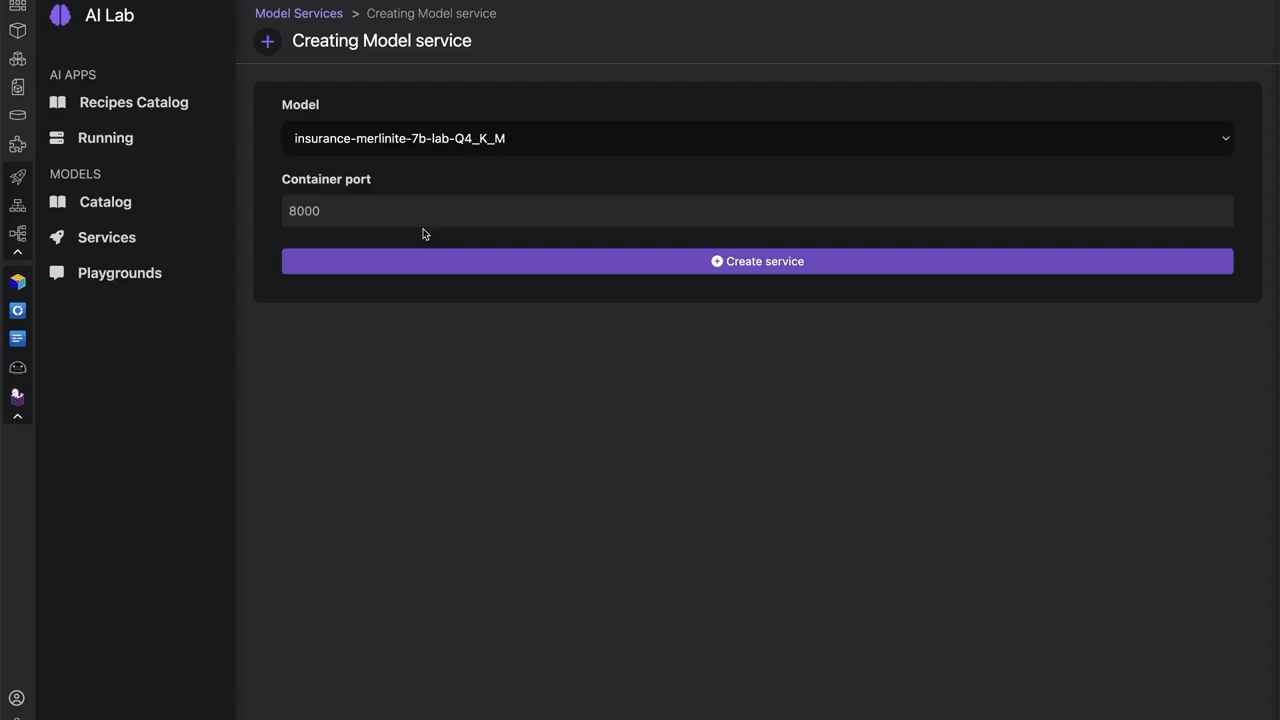 AI Lab
AI APPS
Recipes Catalog
Running
MODELS
Catalog
Services
Playgrounds
Model Services > Creating Model service
Creating Model service
Model
insurance-merlinite-7b-lab-Q4_K_M
Container port
8000
Create service